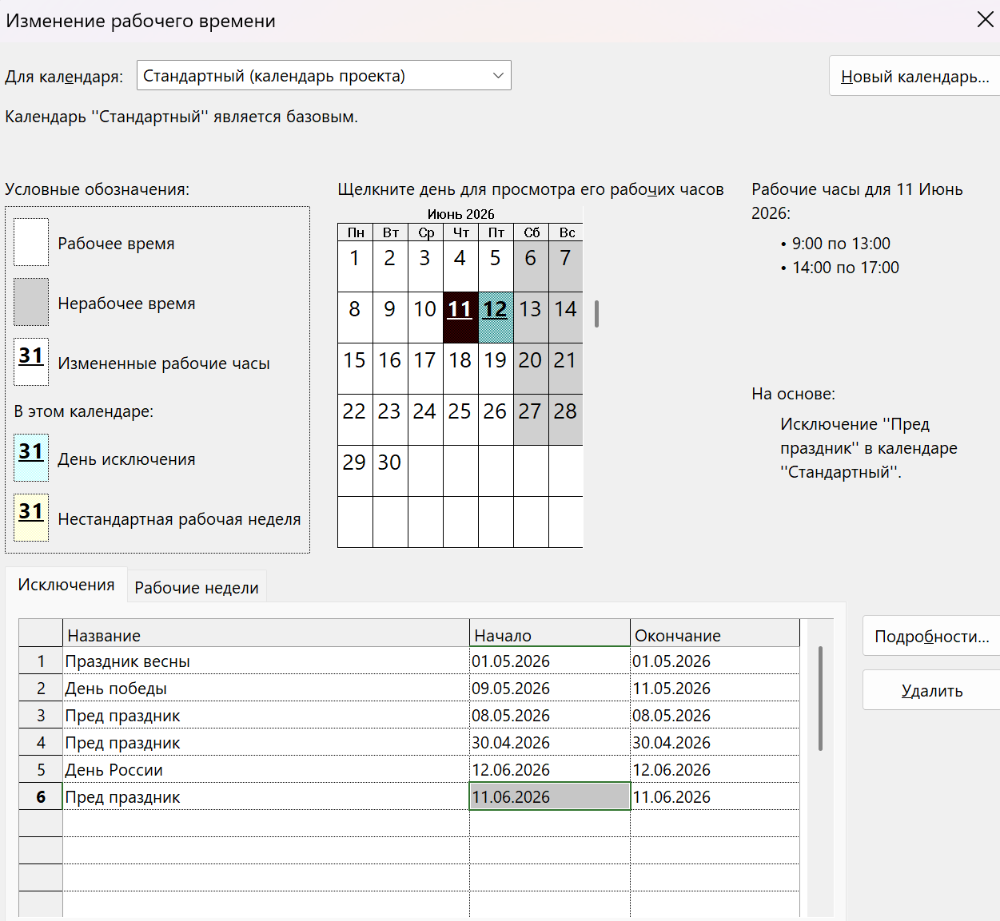 Изменение рабочего времени
Для календаря: Стандартный (календарь проекта)
Новый календарь...
Календарь "Стандартный" является базовым.
Условные обозначения:
Рабочее время
Нерабочее время
31 Измененные рабочие часы
В этом календаре:
31 День исключения
31 Нестандартная рабочая неделя
Щелкните день для просмотра его рабочих часов
Июнь 2026
Пн Вт Ср Чт Пт Сб Вс
1 2 3 4 5 6 7
8 9 10 11 12 13 14
15 16 17 18 19 20 21
22 23 24 25 26 27 28
29 30
Рабочие часы для 11 Июнь
2026:
• 9:00 по 13:00
• 14:00 по 17:00
На основе:
Исключение "Пред
праздник" в календаре
"Стандартный".
Исключения Рабочие недели
Название Начало Окончание
1 Праздник весны 01.05.2026 01.05.2026
2 День победы 09.05.2026 11.05.2026
3 Пред праздник 08.05.2026 08.05.2026
4 Пред праздник 30.04.2026 30.04.2026
5 День России 12.06.2026 12.06.2026
6 Пред праздник 11.06.2026 11.06.2026
Подробности...
Удалить